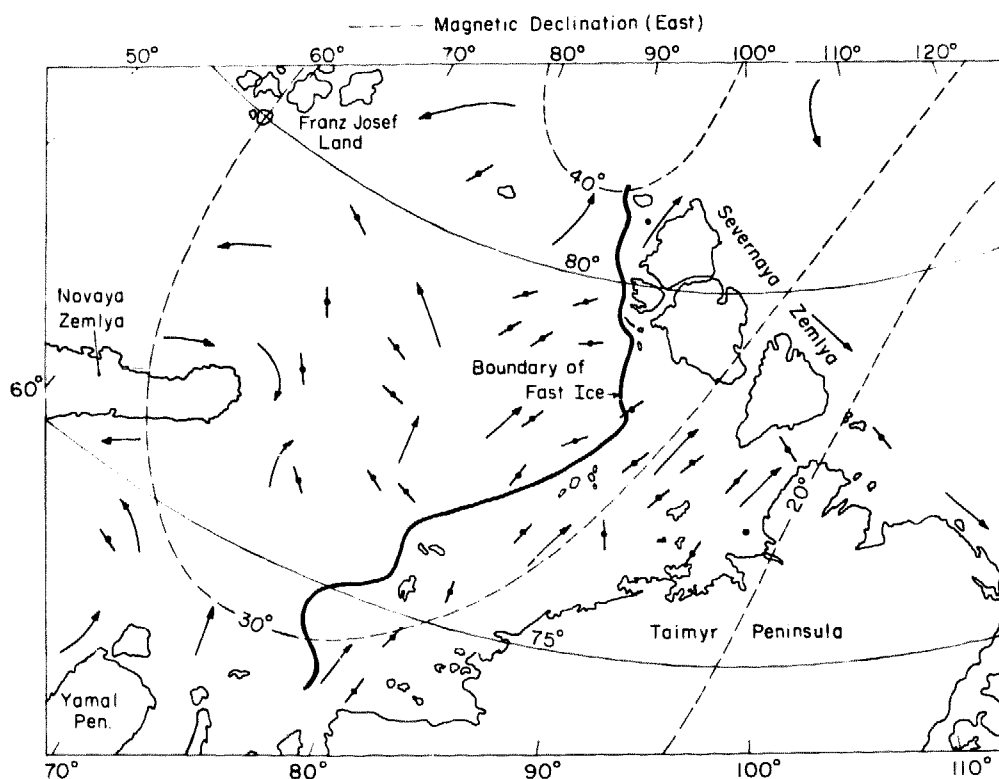 Magnetic Declination (East)
50° 60° 70° 80° 90° 100° 110° 120°
Franz Josef
Land
40°
Severnaya
Zemlya
80°
Novaya
Zemlya
60°
Boundary of
Fast Ice
20°
30°
75°
Taimyr Peninsula
Yamal
Pen.
70° 80° 90° 100° 110°